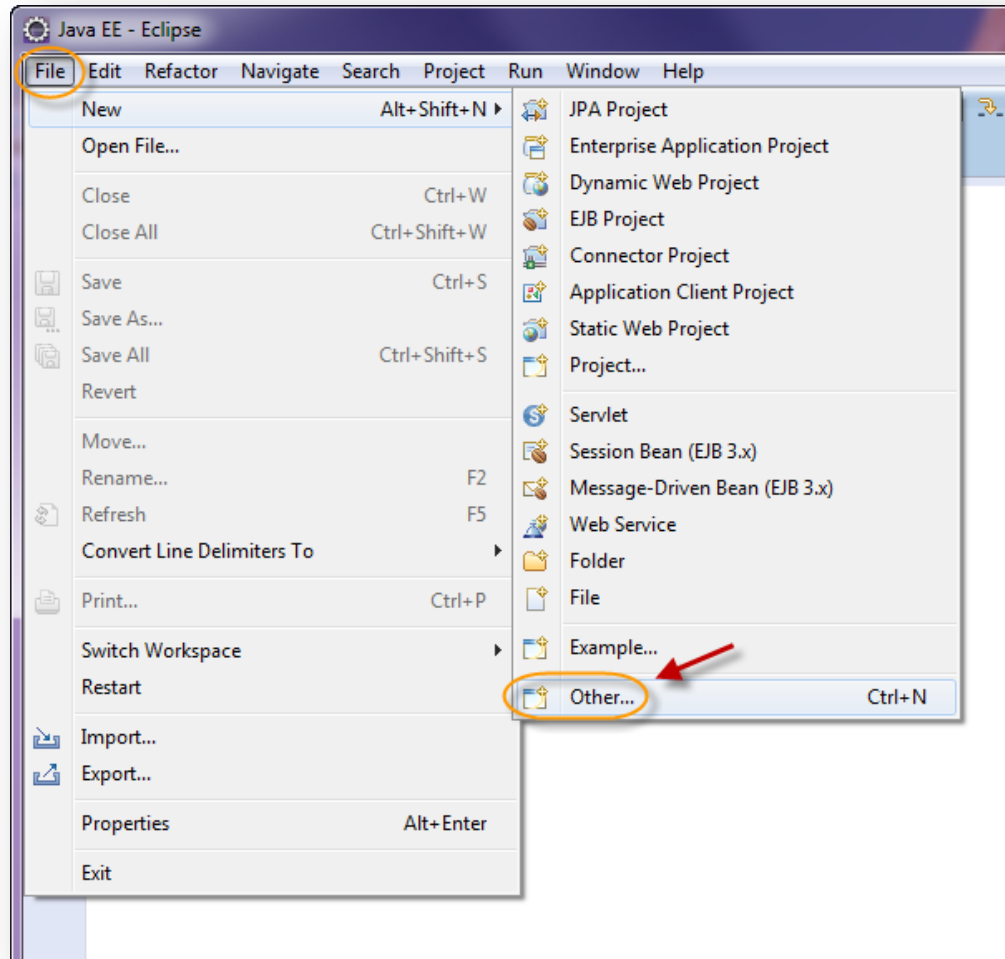 Java EE - Eclipse
File Edit Refactor Navigate Search Project Run Window Help
New Alt+Shift+N
Open File...
Close Ctrl+W
Close All Ctrl+Shift+W
Save Ctrl+S
Save As...
Save All Ctrl+Shift+S
Revert
Move...
Rename... F2
Refresh F5
Convert Line Delimiters To
Print... Ctrl+P
Switch Workspace
Restart
Import...
Export...
Properties Alt+Enter
Exit
JPA Project
Enterprise Application Project
Dynamic Web Project
EJB Project
Connector Project
Application Client Project
Static Web Project
Project...
Servlet
Session Bean (EJB 3.x)
Message-Driven Bean (EJB 3.x)
Web Service
Folder
File
Example...
Other... Ctrl+N